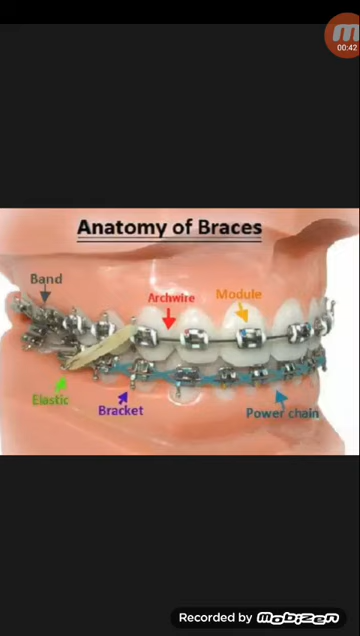 00:42
Anatomy of Braces
Band
Archwire
Module
Elastic
Bracket
Power chain
Recorded by Mobizen